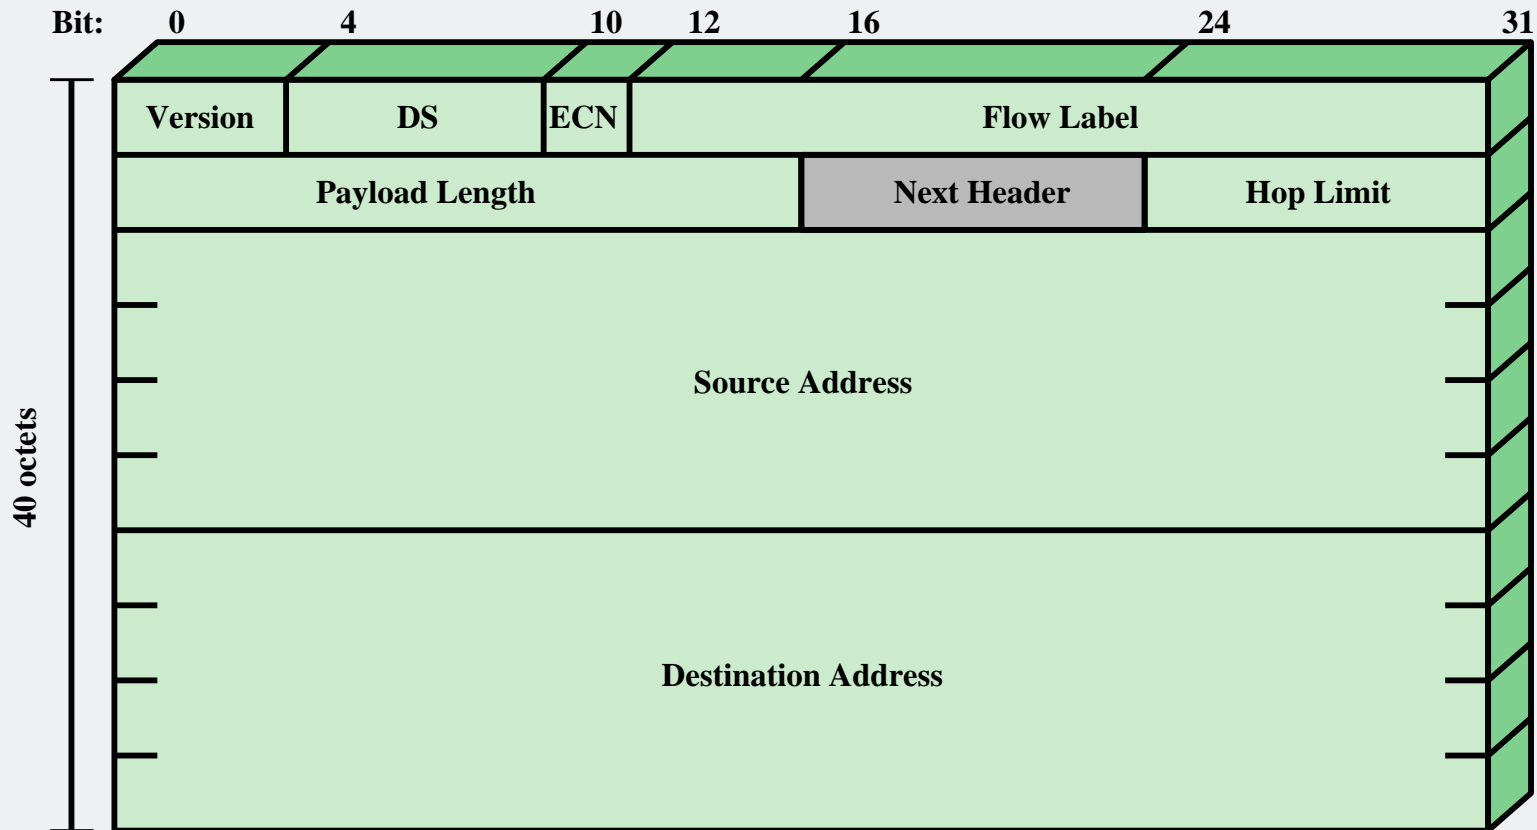 Bit: 0 4 10 12 16 24 31
Version DS ECN Flow Label
Payload Length Next Header Hop Limit
Source Address
40 octets
Destination Address